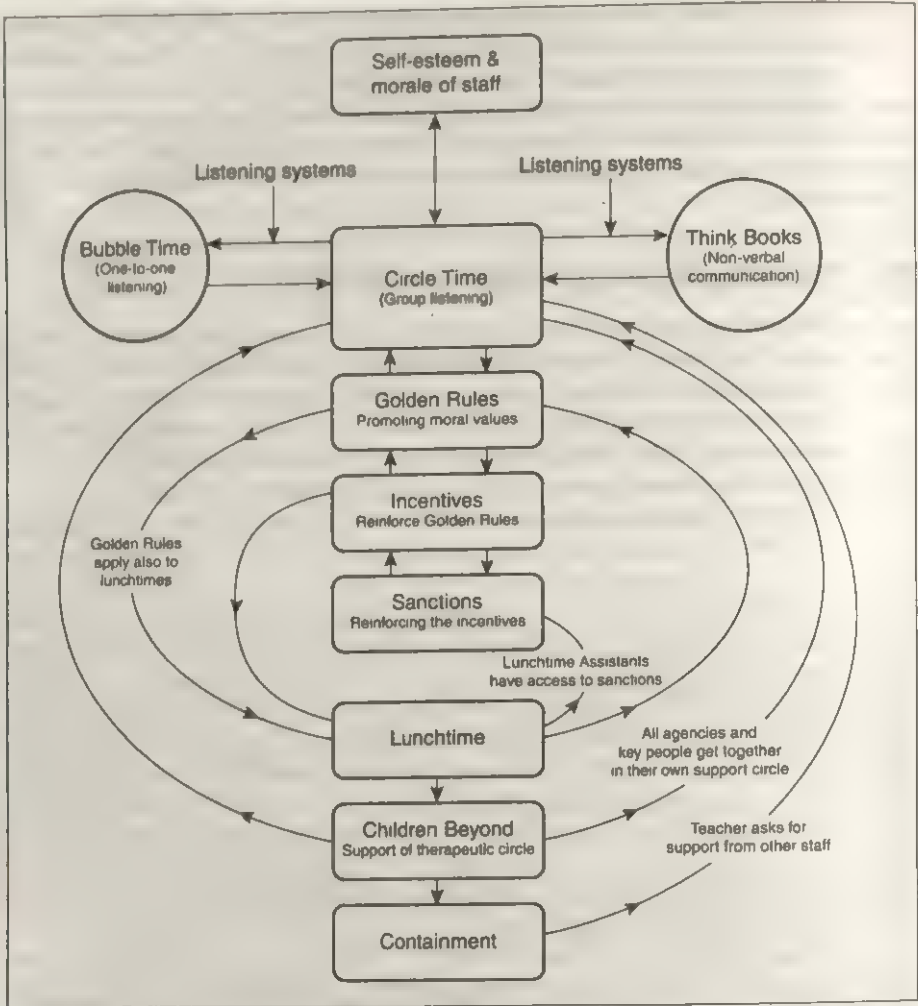 Self-esteem &
morale of staff
Listening systems
Listening systems
Bubble Time
(One-to-one
listening)
Circle Time
(Group listening)
Think Books
(Non-verbal
communication)
Golden Rules
Promoting moral values
Incentives
Reinforce Golden Rules
Golden Rules
apply also to
lunchtimes
Sanctions
Reinforcing the incentives
Lunchtime Assistants
have access to sanctions
Lunchtime
All agencies and
key people get together
in their own support circle
Children Beyond
Support of therapeutic circle
Teacher asks for
support from other staff
Containment